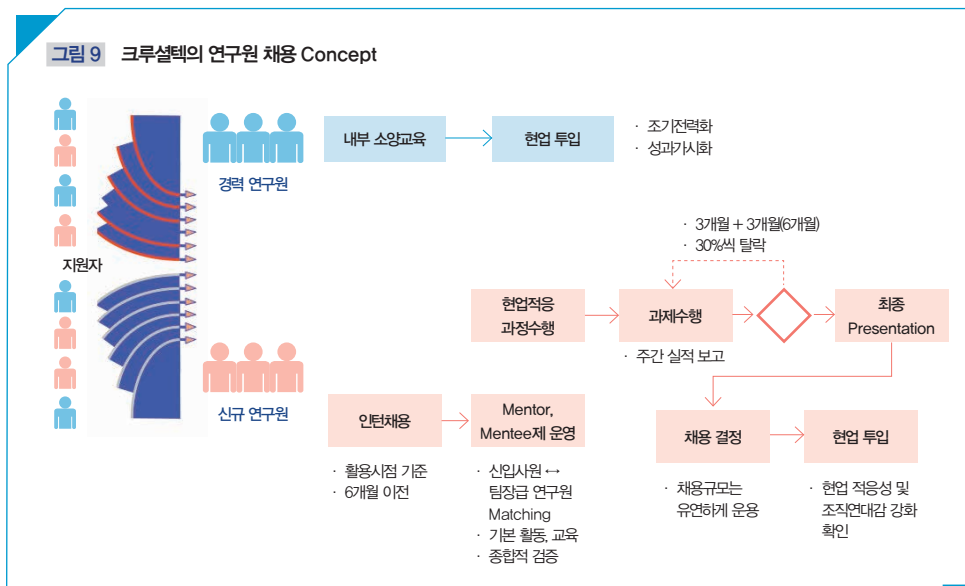 그림 9 크루셜텍의 연구원 채용 Concept
지원자
경력 연구원
내부 소양교육
현업 투입
· 조기전력화
· 성과가시화
신규 연구원
인턴채용
· 활용시점 기준
· 6개월 이전
Mentor,
Mentee제 운영
· 신입사원 ↔
팀장급 연구원
Matching
· 기본 활동, 교육
· 종합적 검증
현업적응
과정수행
과제수행
· 주간 실적 보고
· 3개월 + 3개월(6개월)
· 30%씩 탈락
최종
Presentation
채용 결정
· 채용규모는
유연하게 운용
현업 투입
· 현업 적응성 및
조직연대감 강화
확인